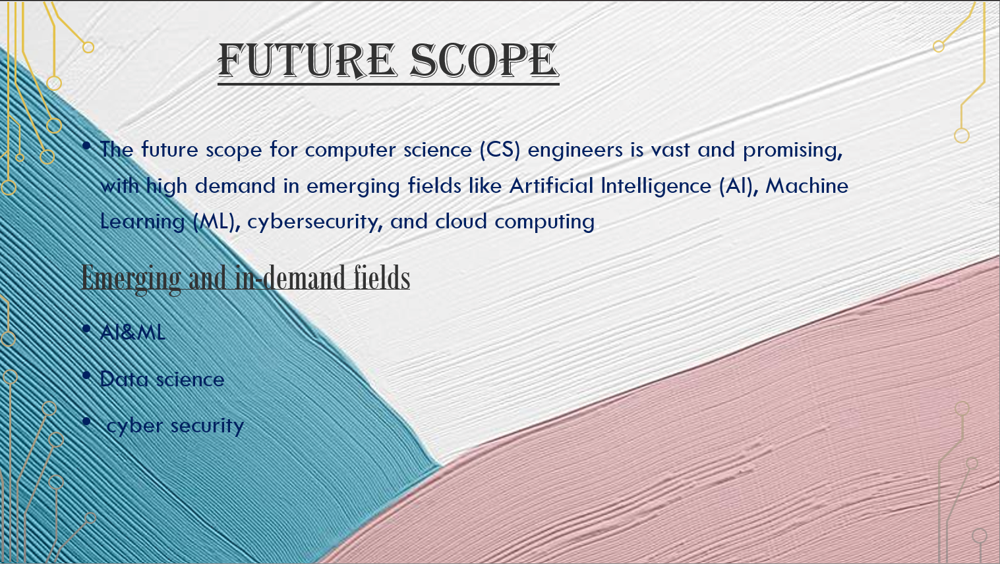 FUTURE SCOPE
• The future scope for computer science (CS) engineers is vast and promising,
with high demand in emerging fields like Artificial Intelligence (AI), Machine
Learning (ML), cybersecurity, and cloud computing
Emerging and in-demand fields
• AI&ML
• Data science
• cyber security